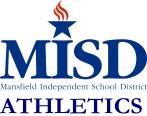 MISD
Mansfield Independent School District
ATHLETICS